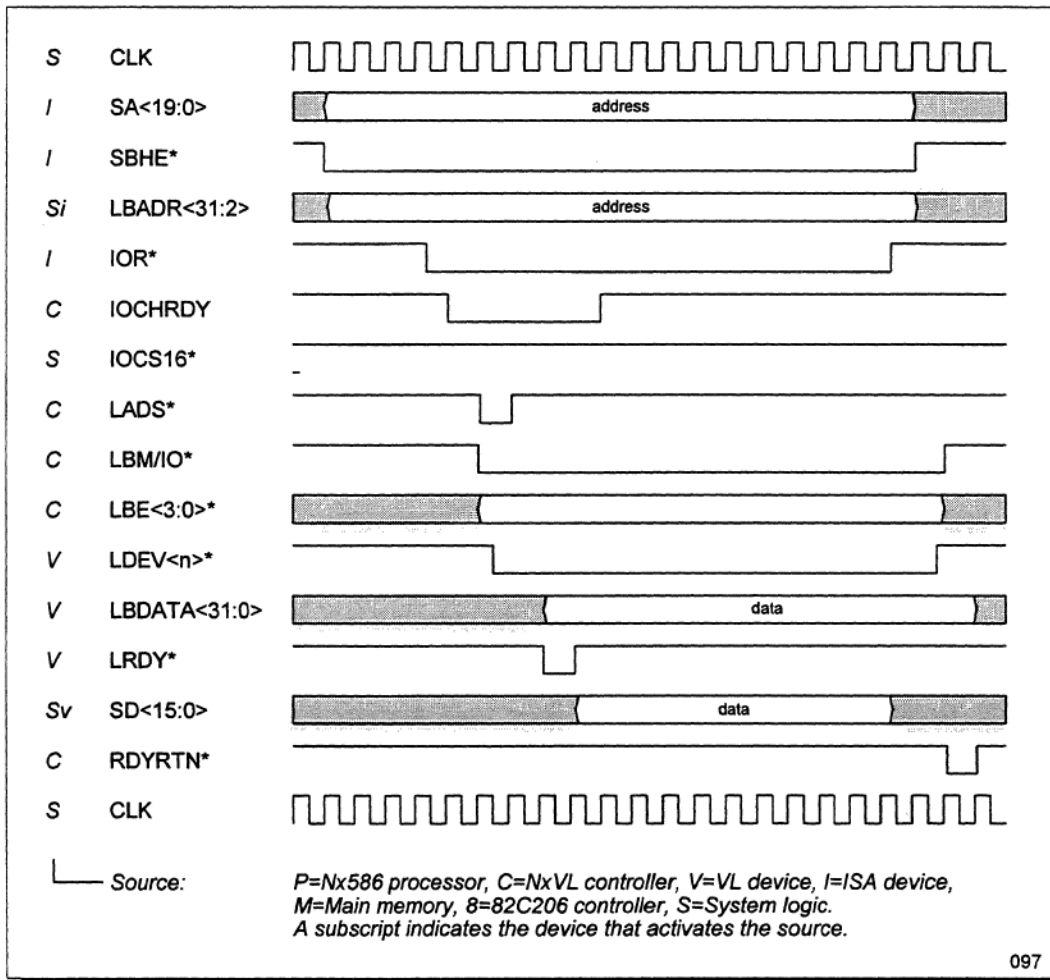 S CLK
I SA<19:0> address
I SBHE*
Si LBADR<31:2> address
I IOR*
C IOCHRDY
S IOCS16*
C LADS*
C LBM/IO*
C LBE<3:0>*
V LDEV<n>*
V LBDATA<31:0> data
V LRDY*
Sv SD<15:0> data
C RDYRTN*
S CLK
Source: P=Nx586 processor, C=NxVL controller, V=VL device, I=ISA device,
M=Main memory, 8=82C206 controller, S=System logic.
A subscript indicates the device that activates the source.
097